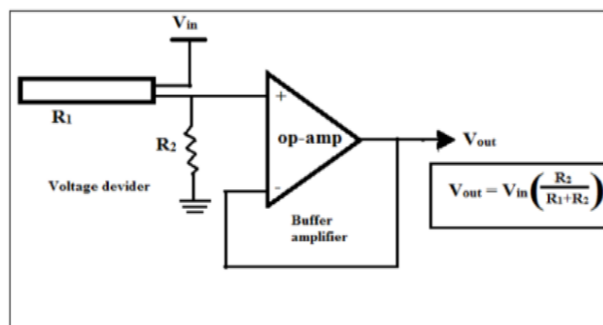 Vin
R1
+
op-amp
Vout
R2
Voltage devider
-
Buffer
amplifier
Vout = Vin (R2/R1+R2)